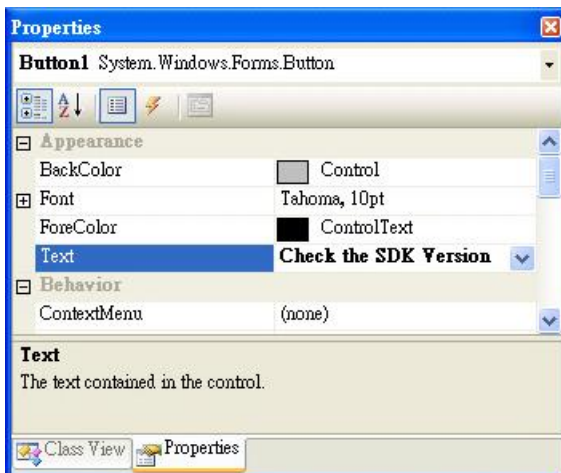 Properties
Button1 System.Windows.Forms.Button
Appearance
BackColor Control
Font Tahoma, 10pt
ForeColor ControlText
Text Check the SDK Version
Behavior
ContextMenu (none)
Text
The text contained in the control.
Class View Properties